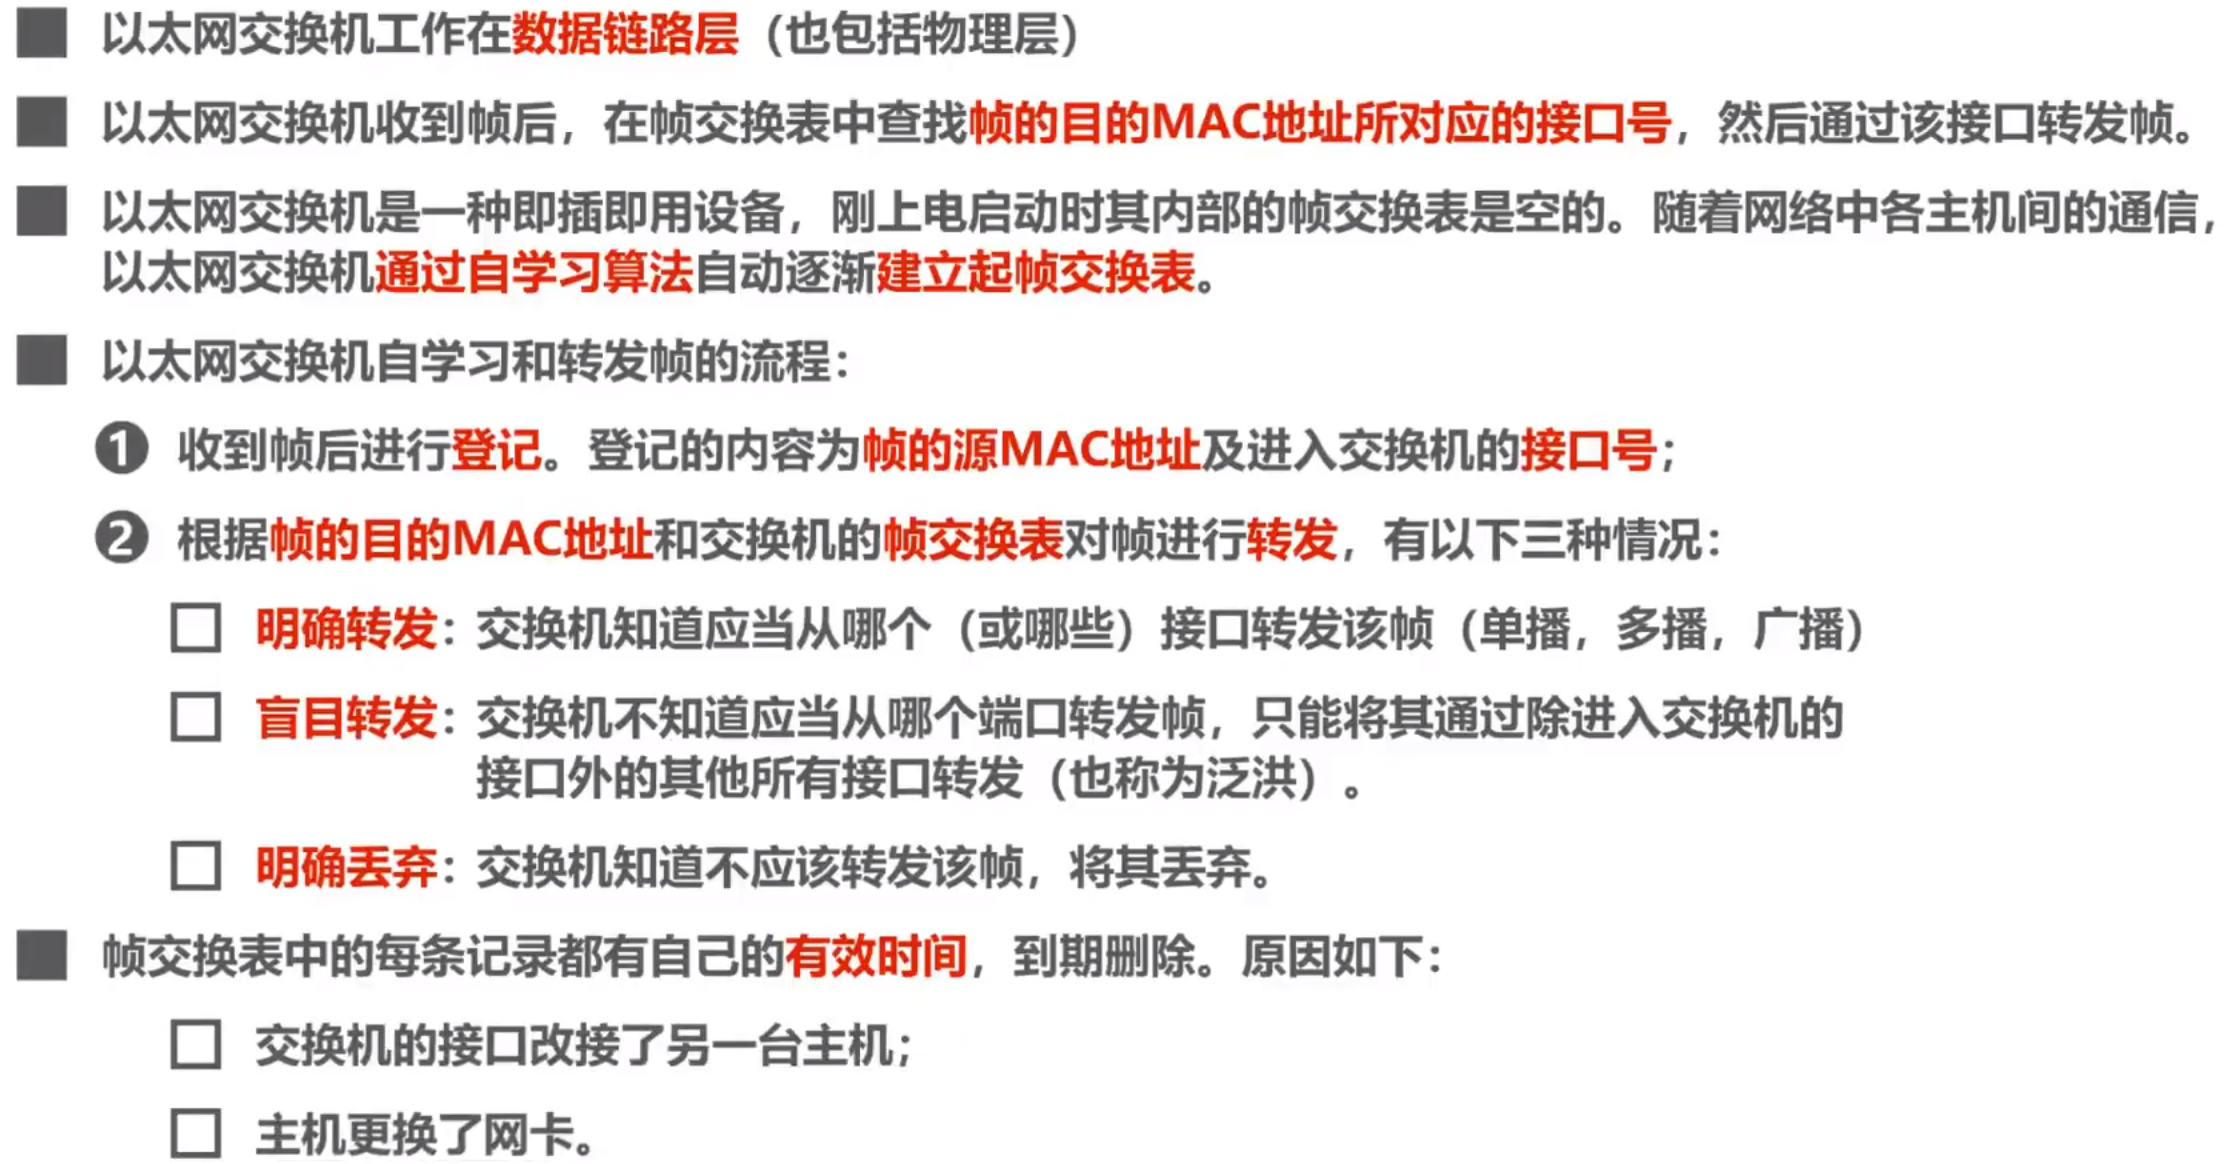 以太网交换机工作在数据链路层（也包括物理层）
以太网交换机收到帧后，在帧交换表中查找帧的目的MAC地址所对应的接口号，然后通过该接口转发帧。
以太网交换机是一种即插即用设备，刚上电启动时其内部的帧交换表是空的。随着网络中各主机间的通信，
以太网交换机通过自学习算法自动逐渐建立起帧交换表。
以太网交换机自学习和转发帧的流程：
❶ 收到帧后进行登记。登记的内容为帧的源MAC地址及进入交换机的接口号；
❷ 根据帧的目的MAC地址和交换机的帧交换表对帧进行转发，有以下三种情况：
明确转发：交换机知道应当从哪个（或哪些）接口转发该帧（单播，多播，广播）
盲目转发：交换机不知道应当从哪个端口转发帧，只能将其通过除进入交换机的
接口外的其他所有接口转发（也称为泛洪）。
明确丢弃：交换机知道不应该转发该帧，将其丢弃。
帧交换表中的每条记录都有自己的有效时间，到期删除。原因如下：
交换机的接口改接了另一台主机；
主机更换了网卡。